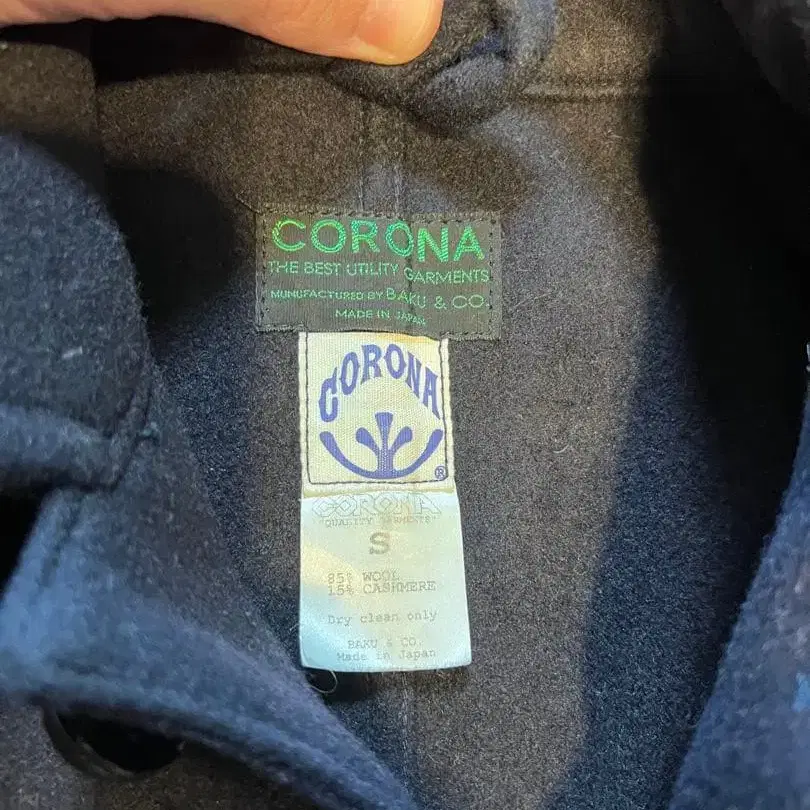 CORONA
THE BEST UTILITY GARMENTS
MUNUFACTURED BY BAKU & CO.
MADE IN JAPAN
CORONA
®
CORONA
"QUALITY GARMENTS"
S
85% WOOL
15% CASHMERE
Dry clean only
BAKU & CO.
Made in Japan